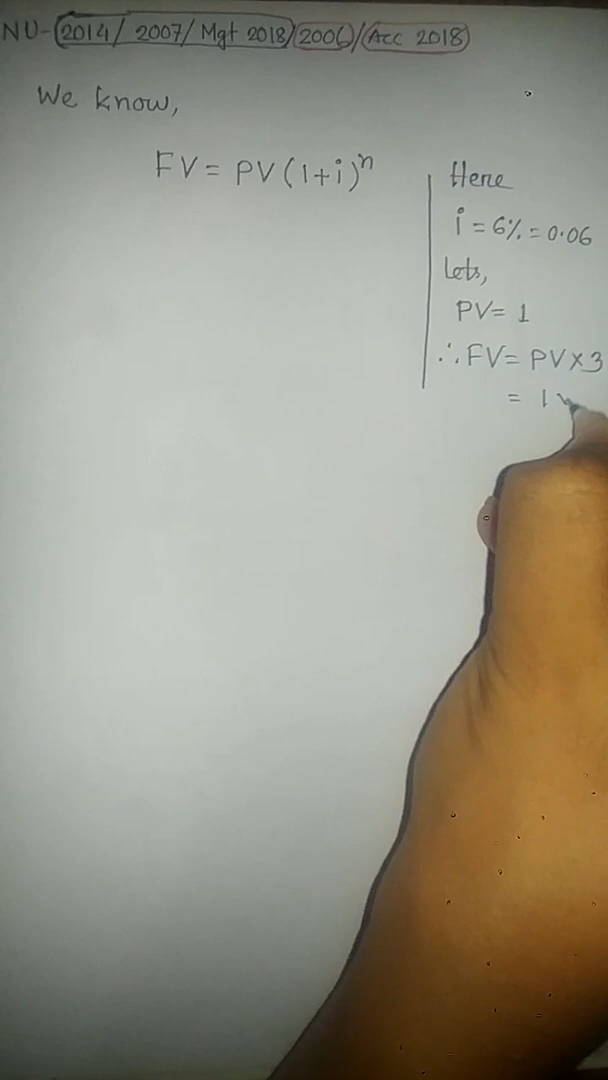 NU-2014/ 2007/ Mgt 2018/2006/Acc 2018
We know,
FV = PV (1+i)ⁿ
Here
i = 6% = 0.06
Lets,
PV = 1
∴ FV = PV × 3
= 1 ×